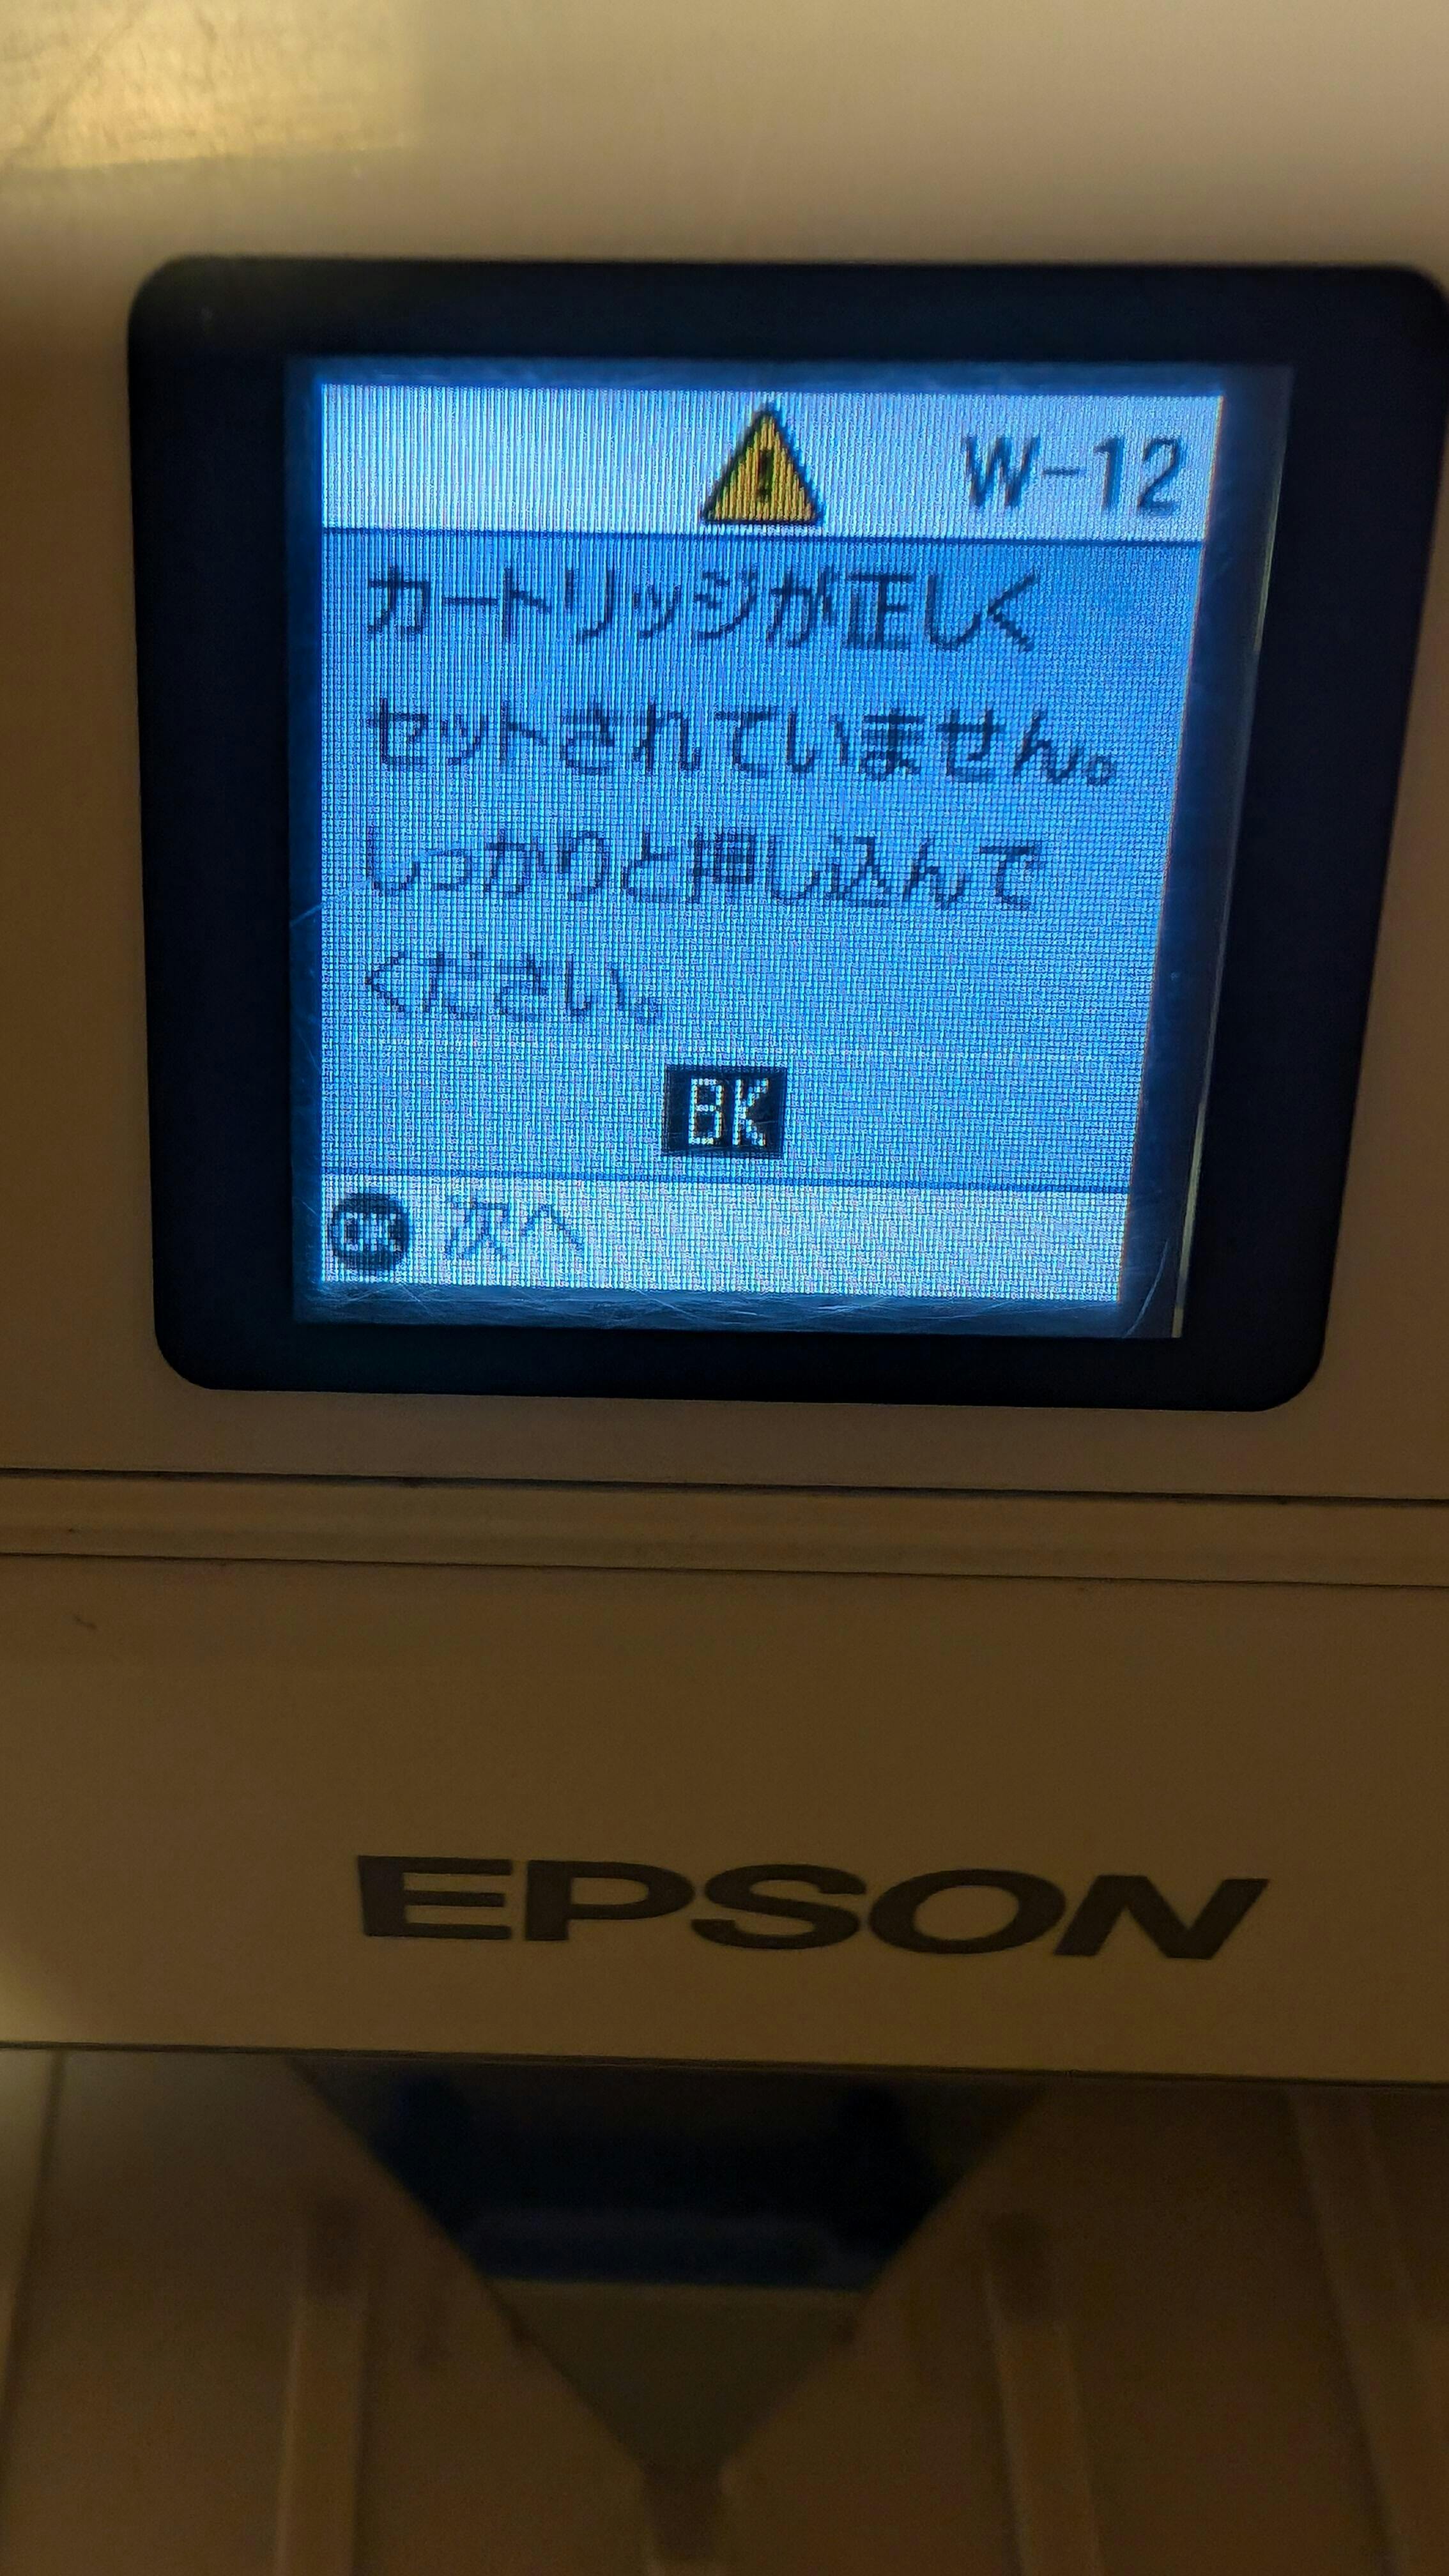 W-12
カートリッジが正しく
セットされていません。
しっかりと押し込んで
ください。
BK
OK 次へ
EPSON